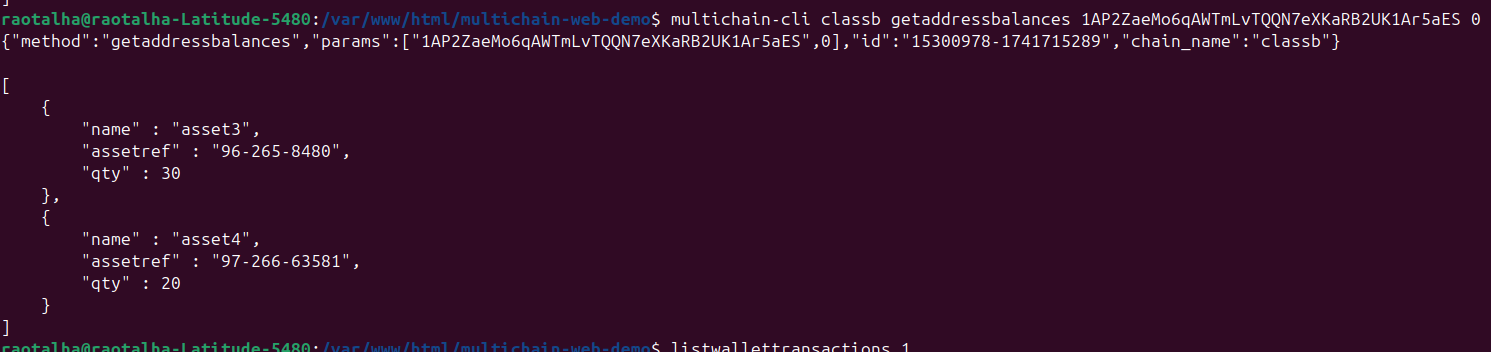 ]
raotalha@raotalha-Latitude-5480:/var/www/html/multichain-web-demo$ multichain-cli classb getaddressbalances 1AP2ZaeMo6qAWTmLvTQQN7eXKaRB2UK1Ar5aES 0
{"method":"getaddressbalances","params":["1AP2ZaeMo6qAWTmLvTQQN7eXKaRB2UK1Ar5aES",0],"id":"15300978-1741715289","chain_name":"classb"}
[
    {
        "name" : "asset3",
        "assetref" : "96-265-8480",
        "qty" : 30
    },
    {
        "name" : "asset4",
        "assetref" : "97-266-63581",
        "qty" : 20
    }
]
raotalha@raotalha-Latitude-5480:/var/www/html/multichain-web-demo$ listwallettransactions 1